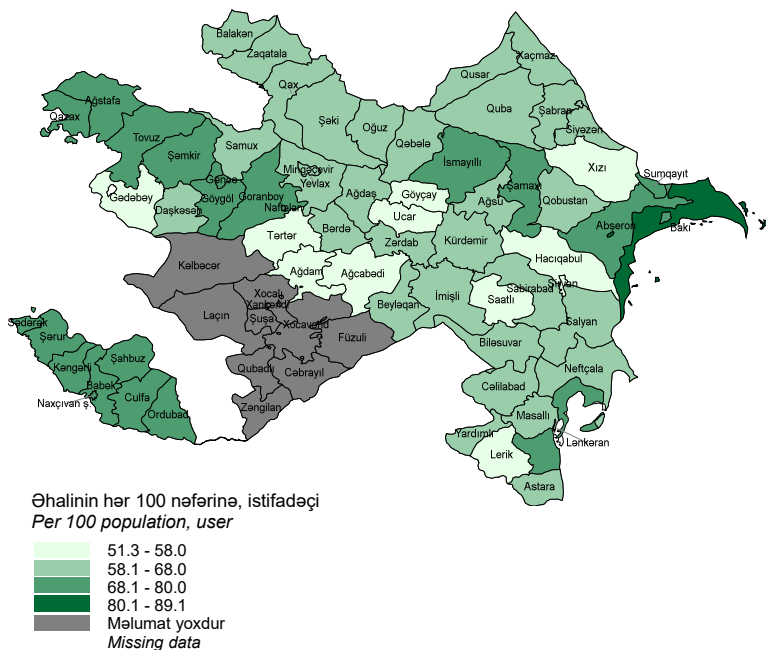 Balakən
Zaqatala
Qax
Şəki
Oğuz
Qəbələ
Qusar
Xaçmaz
Quba
Şabran
Siyəzən
Ağstafa
Qazax
Tovuz
Şəmkir
Samux
Gəncə
Göygöl
Goranboy
Naftalan
Mingəçevir
Yevlax
Gədəbəy
Daşkəsən
Ağdaş
Göyçay
Ucar
İsmayıllı
Şamaxı
Ağsu
Qobustan
Xızı
Sumqayıt
Abşeron
Bakı
Tərtər
Bərdə
Zərdab
Kürdəmir
Hacıqabul
Kəlbəcər
Ağdam
Ağcabədi
Beyləqan
İmişli
Saatlı
Sabirabad
Şirvan
Salyan
Xocalı
Xankəndi
Laçın
Şuşa
Xocavənd
Füzuli
Biləsuvar
Neftçala
Qubadlı
Cəbrayıl
Zəngilan
Cəlilabad
Masallı
Yardımlı
Lerik
Lənkəran
Astara
Sədərək
Şərur
Kəngərli
Şahbuz
Babək
Culfa
Naxçıvan ş.
Ordubad
Əhalinin hər 100 nəfərinə, istifadəçi
Per 100 population, user
51.3 - 58.0
58.1 - 68.0
68.1 - 80.0
80.1 - 89.1
Məlumat yoxdur
Missing data